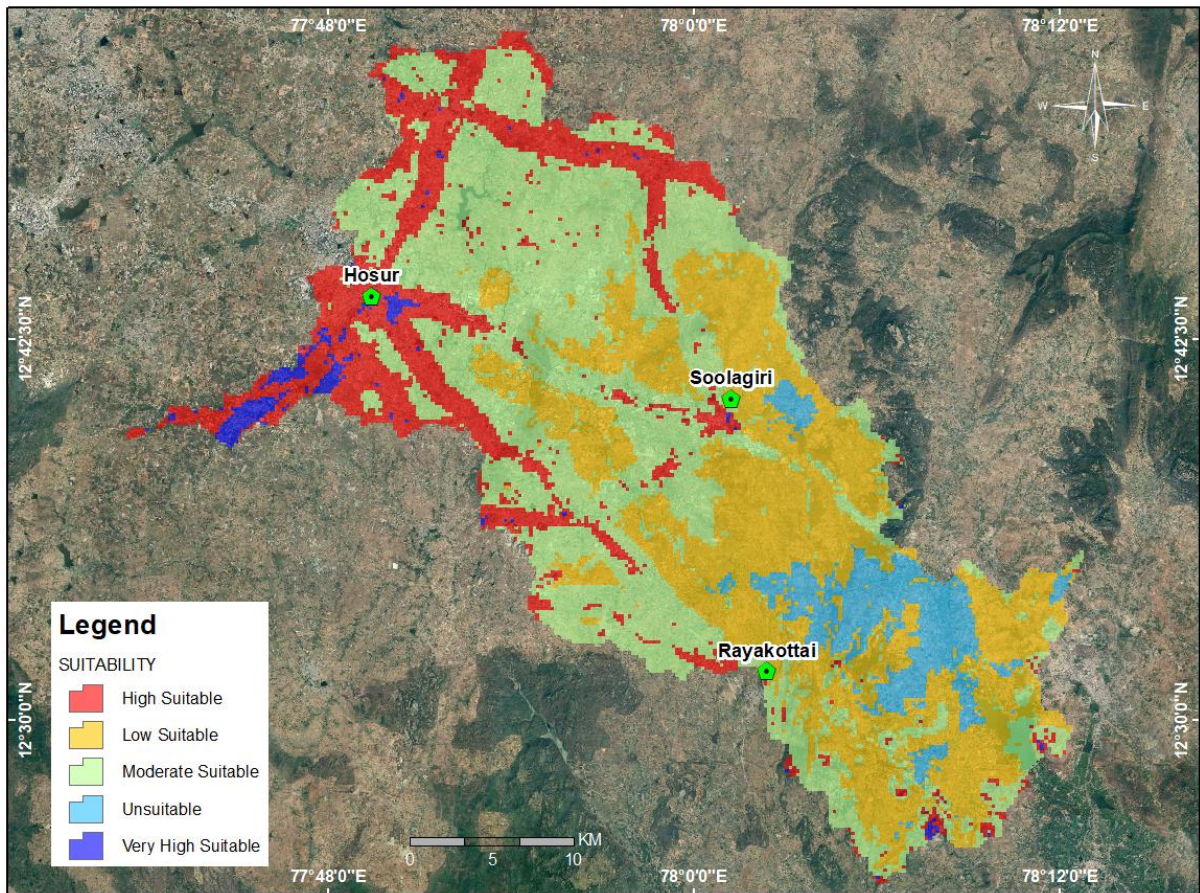 77°48'0"E 78°0'0"E 78°12'0"E
N
W E
S
Hosur
12°42'30"N 12°42'30"N
Soolagiri
Rayakottai
12°30'0"N 12°30'0"N
Legend
SUITABILITY
High Suitable
Low Suitable
Moderate Suitable
Unsuitable
Very High Suitable
KM
0 5 10
77°48'0"E 78°0'0"E 78°12'0"E